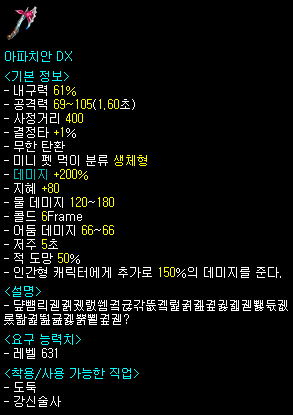 아파치안 DX
<기본 정보>
- 내구력 61%
- 공격력 69~105(1.60초)
- 사정거리 400
- 결정타 +1%
- 무한 탄환
- 미니 펫 먹이 분류 생체형
- 데미지 +200%
- 지혜 +80
- 물 데미지 120~180
- 콜드 6Frame
- 어둠 데미지 66~66
- 저주 5초
- 적 도망 50%
- 인간형 캐릭터에게 추가로 150%의 데미지를 준다.
<설명>
<요구 능력치>
- 레벨 631
<착용/사용 가능한 직업>
- 도둑
- 강신술사